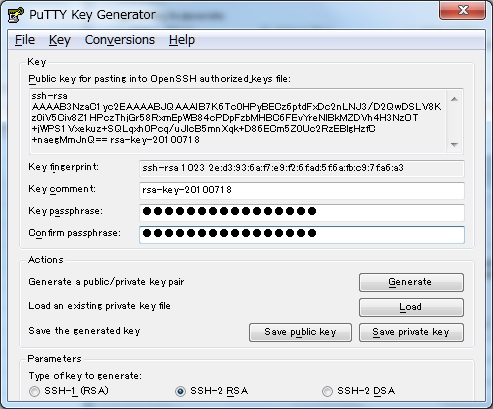 PuTTY Key Generator
File Key Conversions Help
Key
Public key for pasting into OpenSSH authorized_keys file:
ssh-rsa
AAAAB3NzaC1yc2EAAAABJQAAAIB7K6Tc0HPyBECz6ptdFxDc2nLNJ3/D2QwDSLV8K
z0iV5Civ8Z1HPczThjGr58RxmEpWB84cPDpFzbMHBC6FEvYreNIBkMZDVh4H3NzOT
+jWPS1Vxekuz+SQLqxh0Pcq/uJlcB5mnXqk+D86ECm5Z0Uc2RzEBIgHzfC
+naegMmJnQ== rsa-key-20100718
Key fingerprint: ssh-rsa 1023 2e:d3:93:6a:f7:e9:f2:6f:ad:5f:6a:fb:c9:7f:a6:a3
Key comment: rsa-key-20100718
Key passphrase: ●●●●●●●●●●●●●●●●
Confirm passphrase: ●●●●●●●●●●●●●●●●
Actions
Generate a public/private key pair Generate
Load an existing private key file Load
Save the generated key Save public key Save private key
Parameters
Type of key to generate:
SSH-1 (RSA) SSH-2 RSA SSH-2 DSA